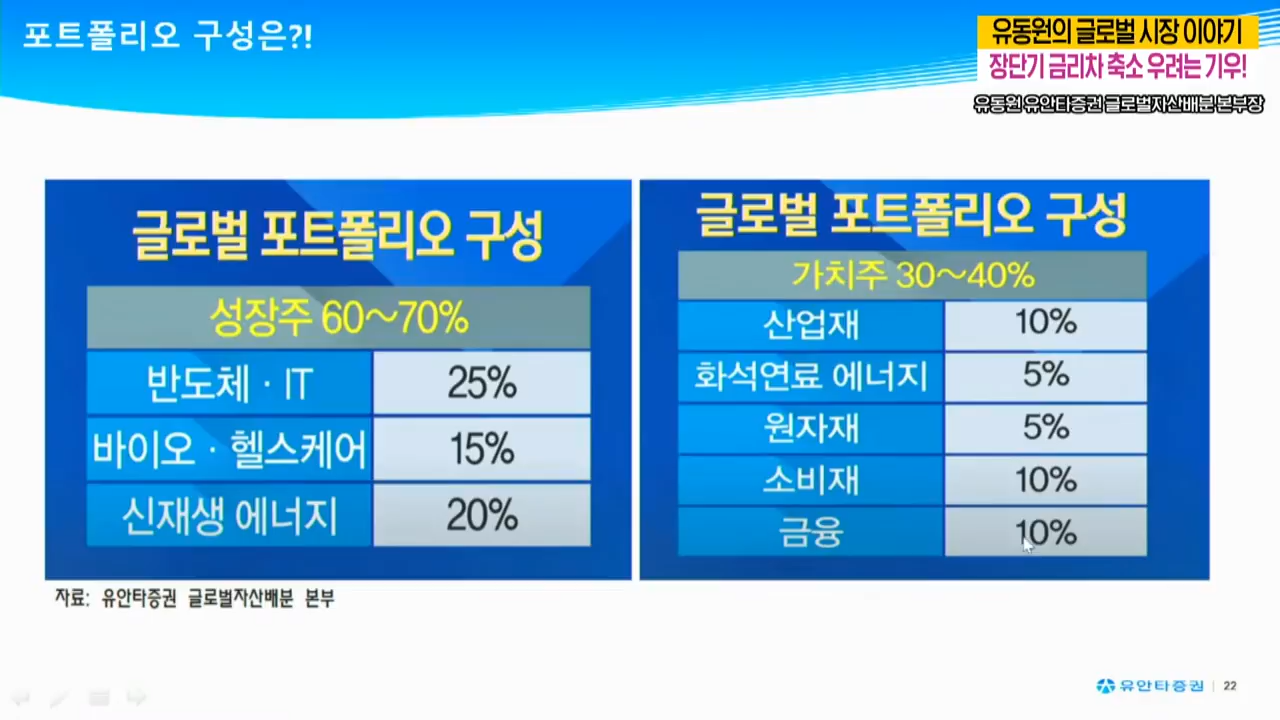 포트폴리오 구성은?!
유동원의 글로벌 시장 이야기
장단기 금리차 축소 우려는 기우!
유동원 유안타증권 글로벌자산배분 본부장
글로벌 포트폴리오 구성
성장주 60~70%
반도체 · IT 25%
바이오 · 헬스케어 15%
신재생 에너지 20%
글로벌 포트폴리오 구성
가치주 30~40%
산업재 10%
화석연료 에너지 5%
원자재 5%
소비재 10%
금융 10%
자료: 유안타증권 글로벌자산배분 본부
유안타증권 | 22